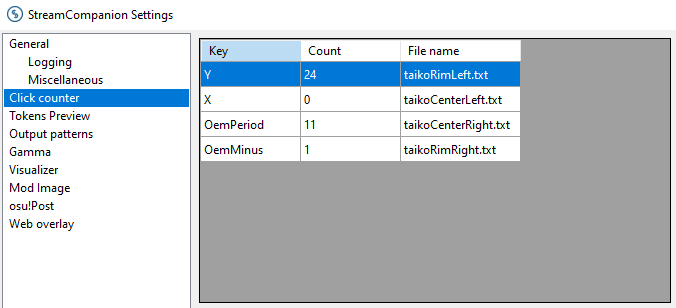 StreamCompanion Settings
General
Logging
Miscellaneous
Click counter
Tokens Preview
Output patterns
Gamma
Visualizer
Mod Image
osu!Post
Web overlay
Key Count File name
Y 24 taikoRimLeft.txt
X 0 taikoCenterLeft.txt
OemPeriod 11 taikoCenterRight.txt
OemMinus 1 taikoRimRight.txt